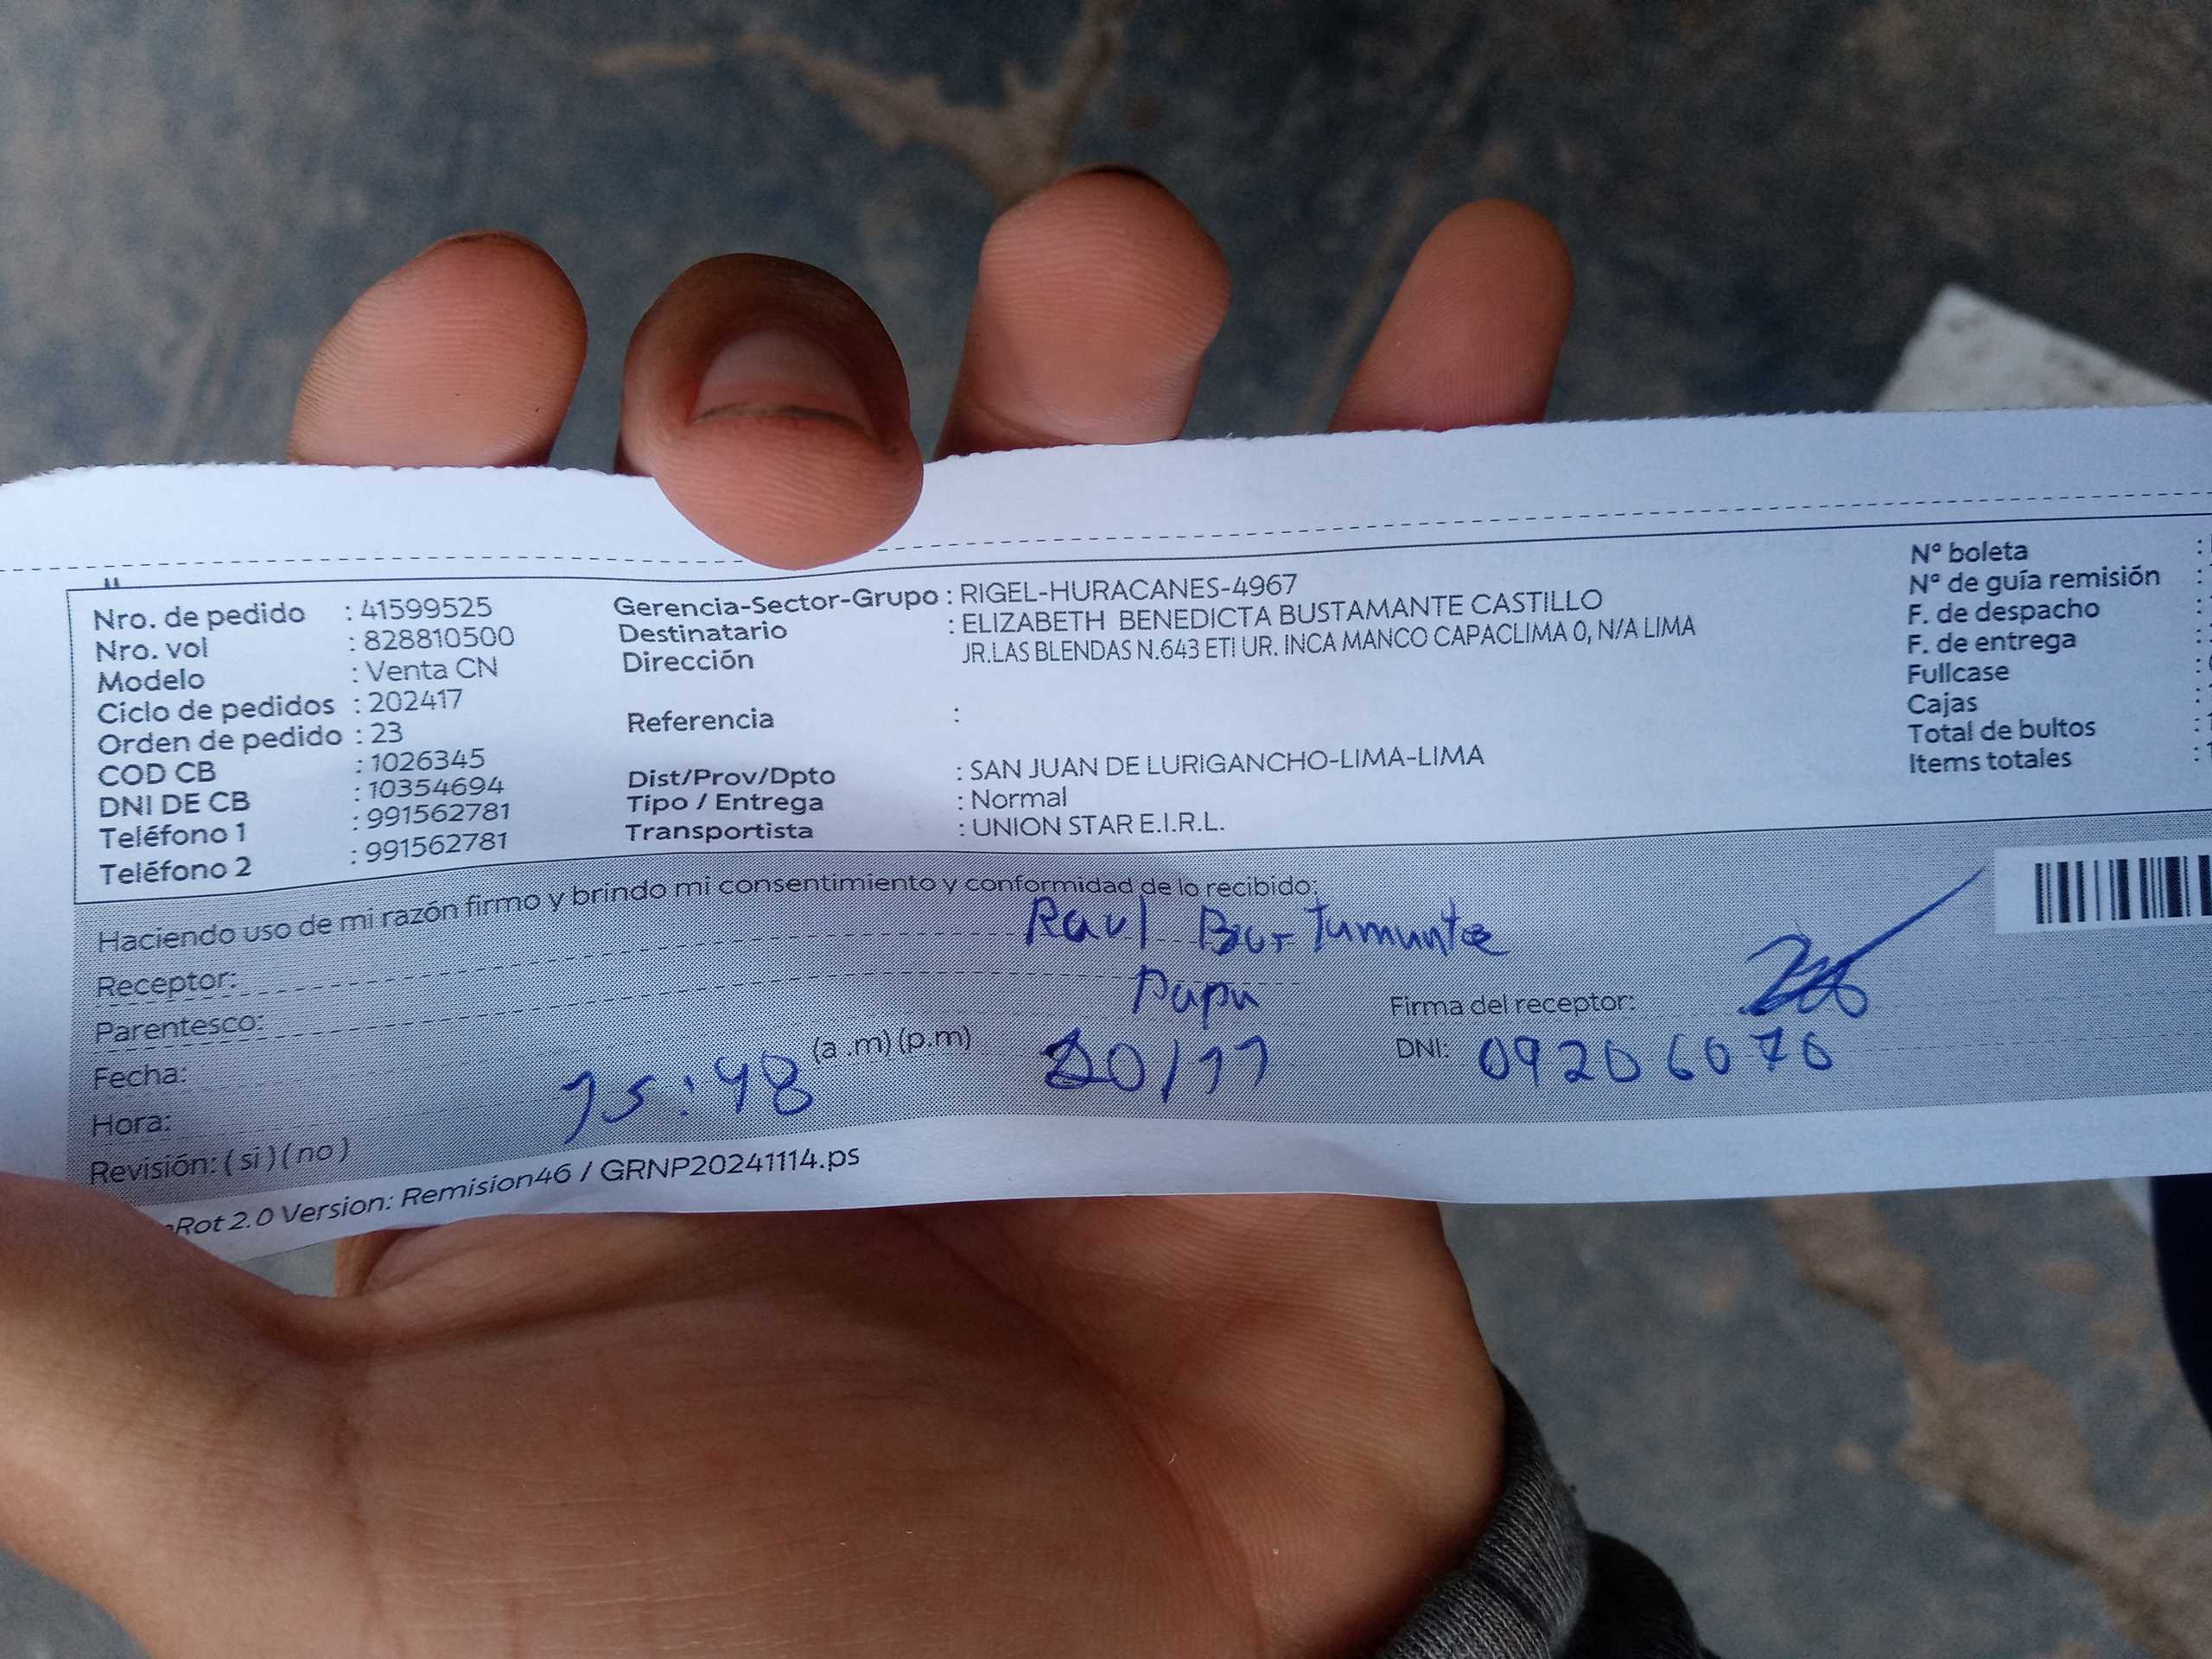 Nro. de pedido : 41599525
Nro. vol : 828810500
Modelo : Venta CN
Ciclo de pedidos : 202417
Orden de pedido : 23
COD CB : 1026345
DNI DE CB : 10354694
Teléfono 1 : 991562781
Teléfono 2 : 991562781
Gerencia-Sector-Grupo : RIGEL-HURACANES-4967
Destinatario : ELIZABETH BENEDICTA BUSTAMANTE CASTILLO
Dirección JR.LAS BLENDAS N.643 ETI UR. INCA MANCO CAPACLIMA 0, N/A LIMA
Referencia :
Dist/Prov/Dpto : SAN JUAN DE LURIGANCHO-LIMA-LIMA
Tipo / Entrega : Normal
Transportista : UNION STAR E.I.R.L.
Nº boleta :
Nº de guía remisión :
F. de despacho :
F. de entrega :
Fullcase :
Cajas :
Total de bultos :
Items totales :
Haciendo uso de mi razón firmo y brindo mi consentimiento y conformidad de lo recibido:
Receptor: Raul
Parentesco: Papa
Firma del receptor:
Fecha: 20/11
DNI: 09206076
Hora: 15:48 (a .m) (p.m)
Revisión: ( si ) ( no )
Rot 2.0 Version: Remision46 / GRNP20241114.ps